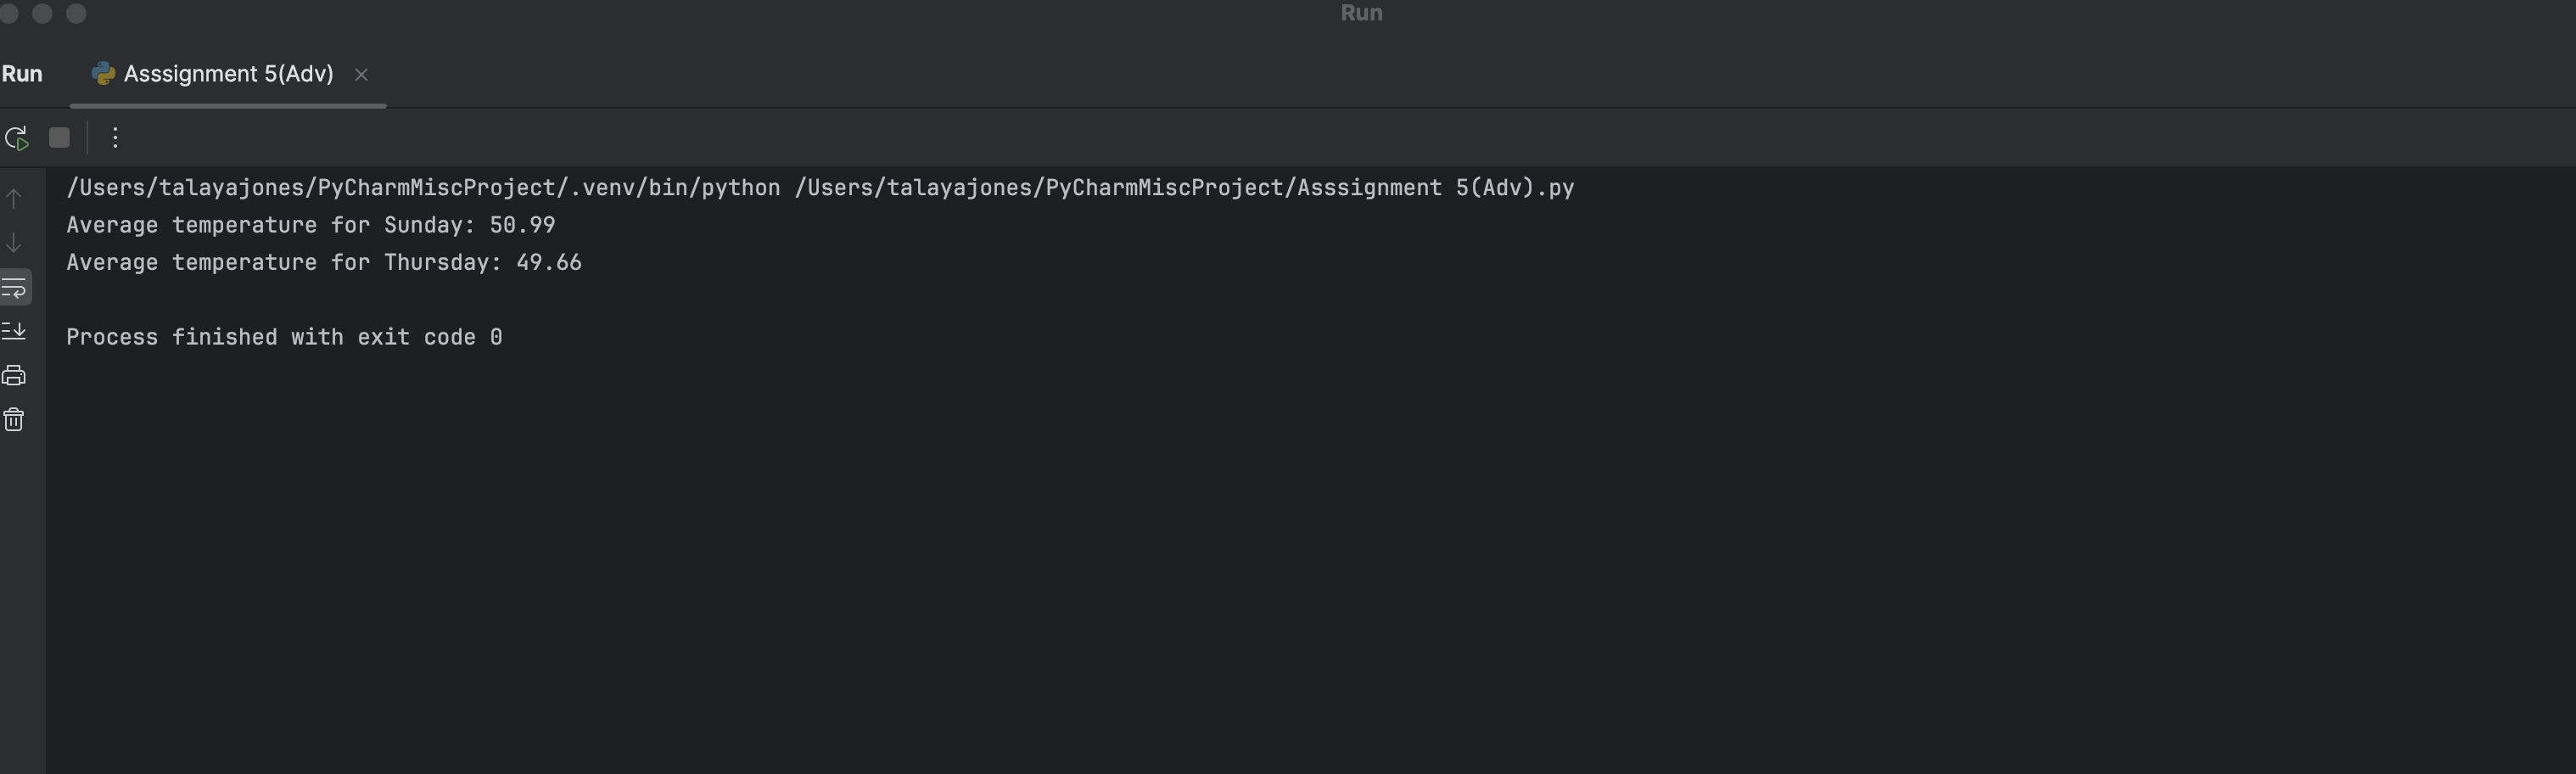 Run
Run
Asssignment 5(Adv)
/Users/talayajones/PyCharmMiscProject/.venv/bin/python /Users/talayajones/PyCharmMiscProject/Asssignment 5(Adv).py
Average temperature for Sunday: 50.99
Average temperature for Thursday: 49.66
Process finished with exit code 0